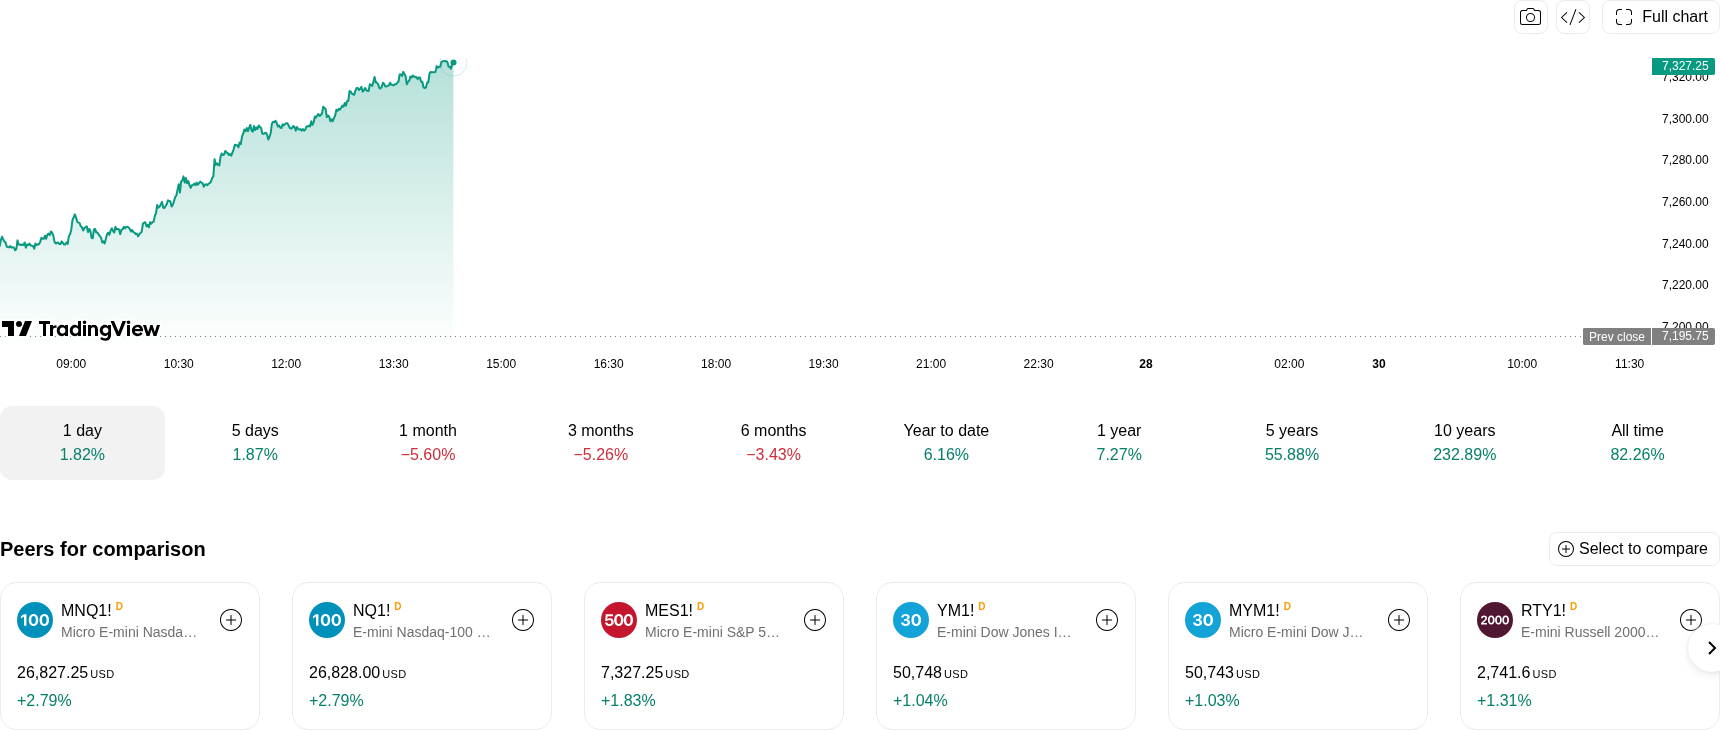 Full chart
7,327.25
7,320.00
7,300.00
7,280.00
7,260.00
7,240.00
7,220.00
7,200.00
TradingView
Prev close 7,195.75
09:00 10:30 12:00 13:30 15:00 16:30 18:00 19:30 21:00 22:30 28 02:00 30 10:00 11:30
1 day 5 days 1 month 3 months 6 months Year to date 1 year 5 years 10 years All time
1.82% 1.87% −5.60% −5.26% −3.43% 6.16% 7.27% 55.88% 232.89% 82.26%
Peers for comparison
Select to compare
100 MNQ1! D
Micro E-mini Nasda…
26,827.25 USD
+2.79%
100 NQ1! D
E-mini Nasdaq-100 …
26,828.00 USD
+2.79%
500 MES1! D
Micro E-mini S&P 5…
7,327.25 USD
+1.83%
30 YM1! D
E-mini Dow Jones I…
50,748 USD
+1.04%
30 MYM1! D
Micro E-mini Dow J…
50,743 USD
+1.03%
2000 RTY1! D
E-mini Russell 2000…
2,741.6 USD
+1.31%